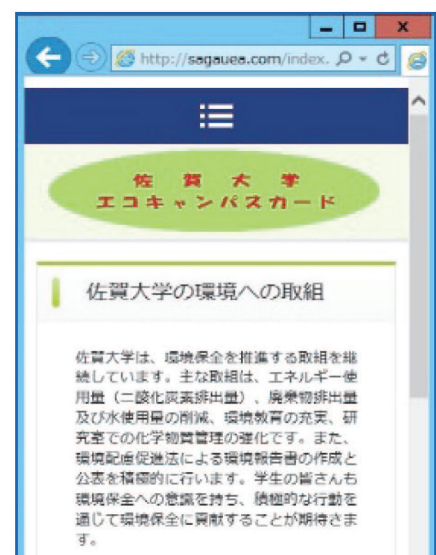 http://sagauea.com/index.
佐賀大学
エコキャンパスカード
佐賀大学の環境への取組
佐賀大学は、環境保全を推進する取組を継
続しています。主な取組は、エネルギー使
用量（二酸化炭素排出量）、廃棄物排出量
及び水使用量の削減、環境教育の充実、研
究室での化学物質管理の強化です。また、
環境配慮促進法による環境報告書の作成と
公表を積極的に行います。学生の皆さんも
環境保全への意識を持ち、積極的な行動を
通じて環境保全に貢献することが期待されま
す。